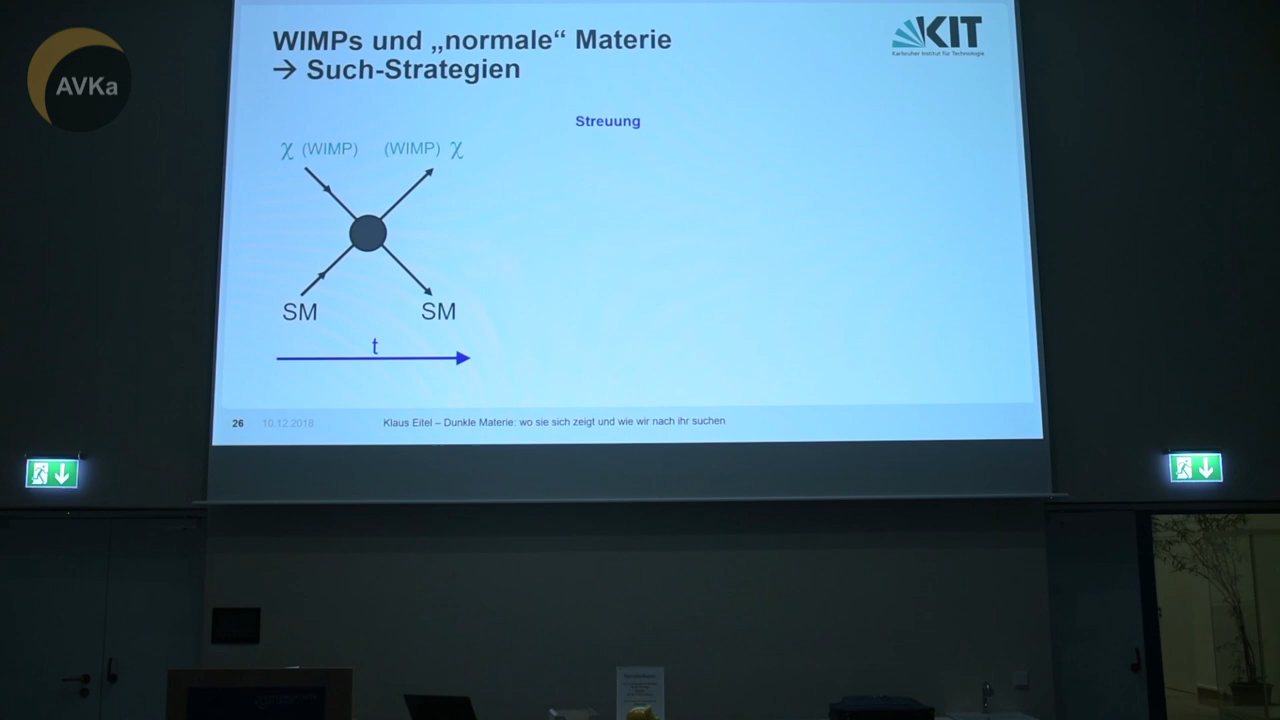 AVKa
WIMPs und „normale“ Materie
→ Such-Strategien
KIT
Karlsruher Institut für Technologie
Streuung
χ (WIMP) (WIMP) χ
SM SM
t
26 10.12.2018 Klaus Eitel – Dunkle Materie: wo sie sich zeigt und wie wir nach ihr suchen